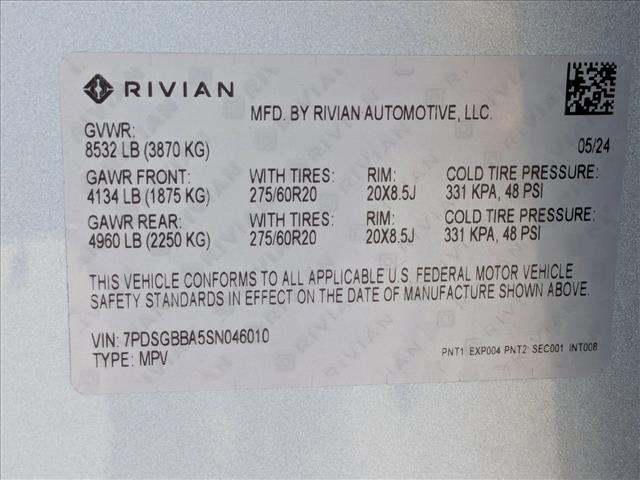 RIVIAN
MFD. BY RIVIAN AUTOMOTIVE, LLC.
GVWR:
8532 LB (3870 KG)
05/24
GAWR FRONT: WITH TIRES: RIM: COLD TIRE PRESSURE:
4134 LB (1875 KG) 275/60R20 20X8.5J 331 KPA, 48 PSI
GAWR REAR: WITH TIRES: RIM: COLD TIRE PRESSURE:
4960 LB (2250 KG) 275/60R20 20X8.5J 331 KPA, 48 PSI
THIS VEHICLE CONFORMS TO ALL APPLICABLE U.S. FEDERAL MOTOR VEHICLE
SAFETY STANDARDS IN EFFECT ON THE DATE OF MANUFACTURE SHOWN ABOVE.
VIN: 7PDSGBBA5SN046010
TYPE: MPV
PNT1: EXP004 PNT2: SEC001 INT008